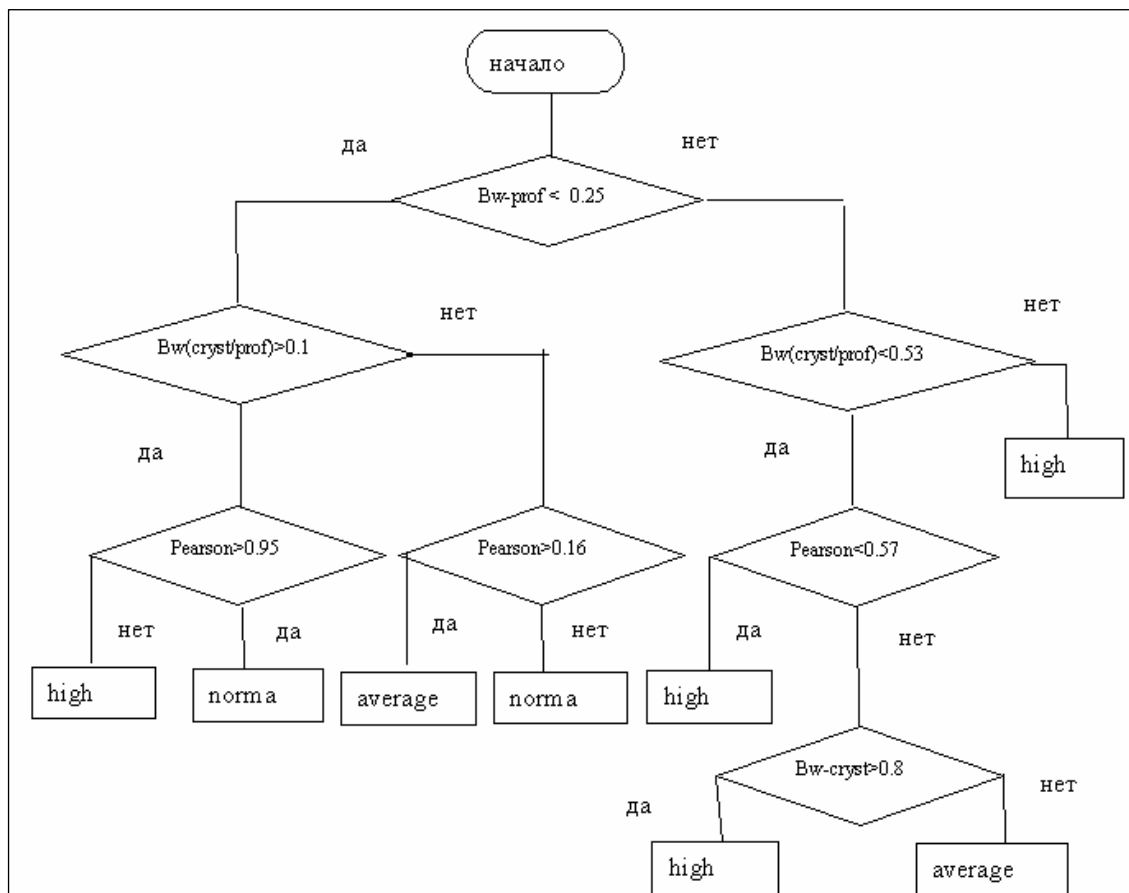 начало
да
нет
Bw-prof < 0.25
нет
нет
Bw(cryst/prof)>0.1
Bw(cryst/prof)<0.53
да
да
high
Pearson>0.95
Pearson>0.16
Pearson<0.57
нет
да
да
нет
да
нет
high
norma
average
norma
high
Bw-cryst>0.8
да
нет
high
average